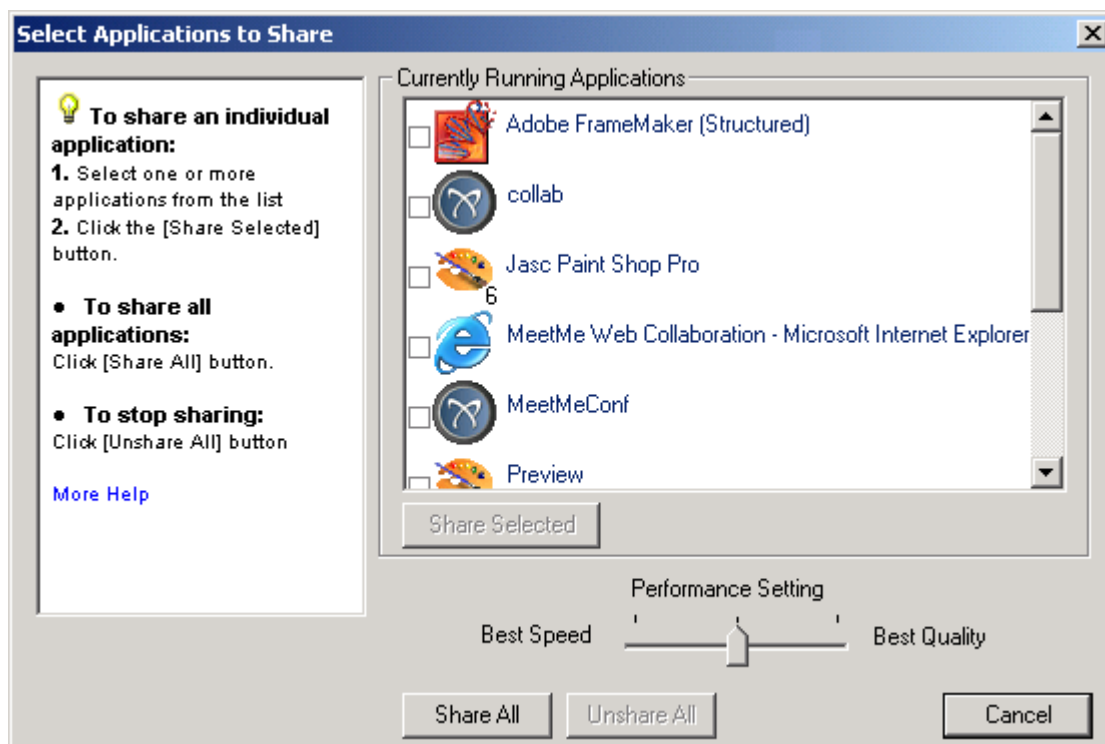 Select Applications to Share
To share an individual
application:
1. Select one or more
applications from the list
2. Click the [Share Selected]
button.
● To share all
applications:
Click [Share All] button.
● To stop sharing:
Click [Unshare All] button
More Help
Currently Running Applications
Adobe FrameMaker (Structured)
collab
Jasc Paint Shop Pro
6
MeetMe Web Collaboration - Microsoft Internet Explorer
MeetMeConf
Preview
Share Selected
Performance Setting
Best Speed
Best Quality
Share All
Unshare All
Cancel